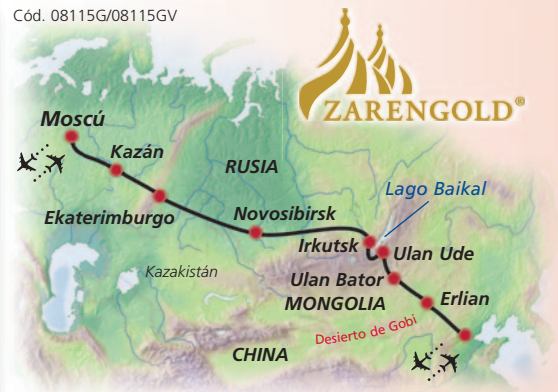 Cód. 08115G/08115GV
ZARENGOLD®
Moscú
Kazán
RUSIA
Lago Baikal
Ekaterimburgo
Novosibirsk
Irkutsk
Ulan Ude
Kazakistán
Ulan Bator
MONGOLIA
Erlian
Desierto de Gobi
CHINA